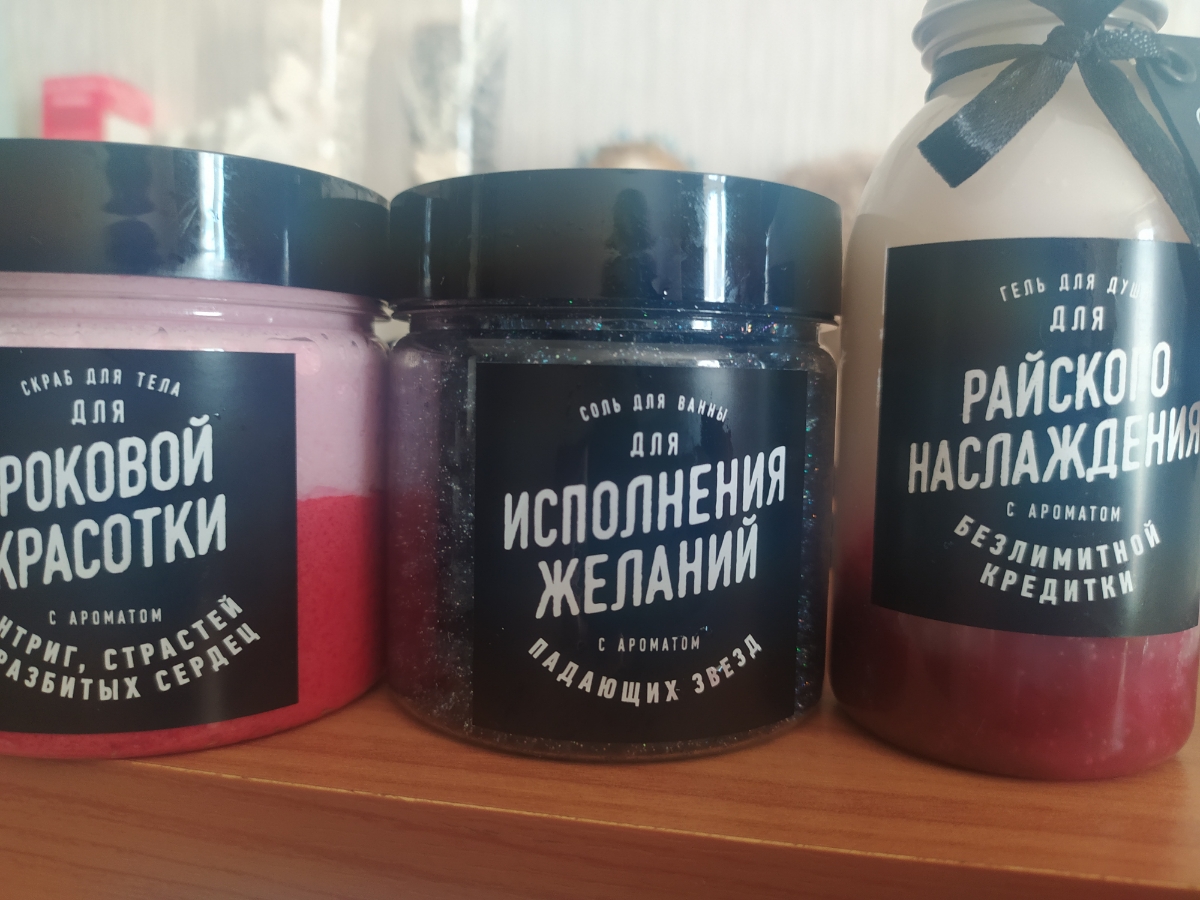 СКРАБ ДЛЯ ТЕЛА
ДЛЯ
РОКОВОЙ
КРАСОТКИ
С АРОМАТОМ
НТРИГ, СТРАСТЕЙ
РАЗБИТЫХ СЕРДЕЦ
СОЛЬ ДЛЯ ВАННЫ
ДЛЯ
ИСПОЛНЕНИЯ
ЖЕЛАНИЙ
С АРОМАТОМ
ПАДАЮЩИХ ЗВЕЗД
ГЕЛЬ ДЛЯ ДУША
ДЛЯ
РАЙСКОГО
НАСЛАЖДЕНИЯ
С АРОМАТОМ
БЕЗЛИМИТНОЙ
КРЕДИТКИ